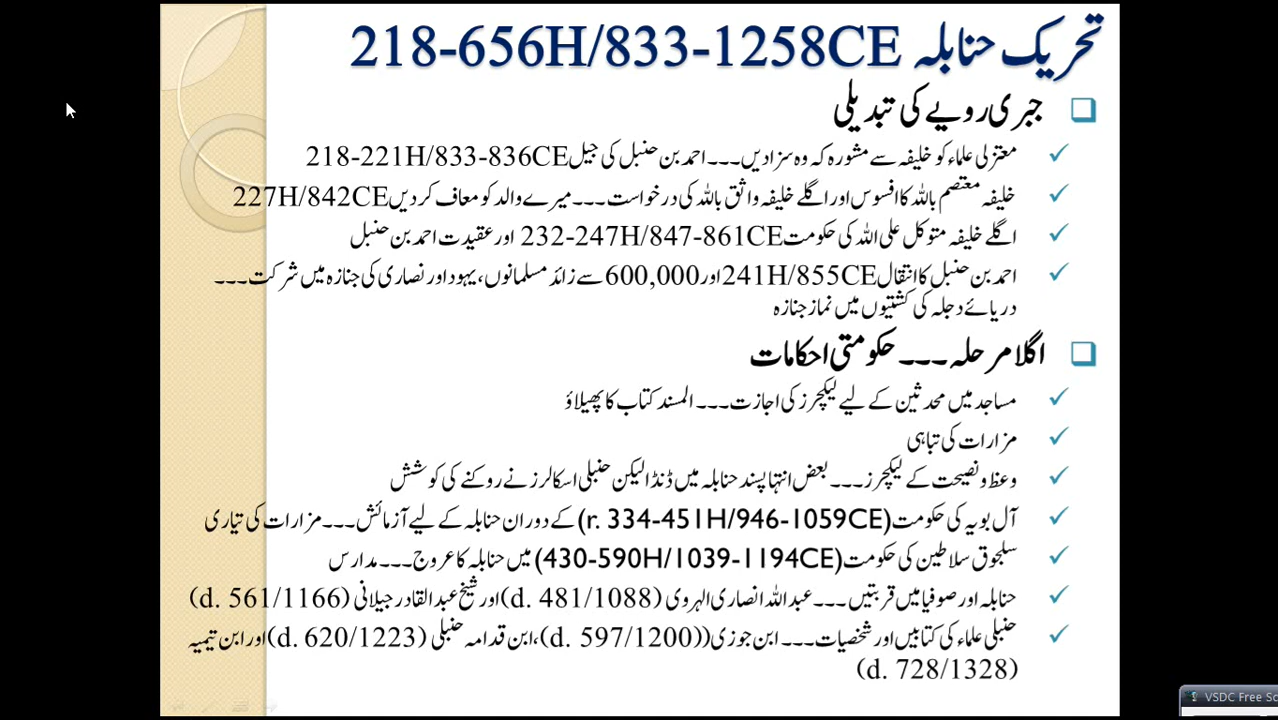 تحریک حنابلہ 218-656H/833-1258CE
جبری رویے کی تبدیلی
معتزلی علماء کو خلیفہ سے مشورہ کہ وہ سزا دیں۔۔۔ احمد بن حنبل کی جیل 218-221H/833-836CE
خلیفہ معتصم باللہ کا افسوس اور اگلے خلیفہ واثق باللہ کی درخواست۔۔۔ میرے والد کو معاف کر دیں 227H/842CE
اگلے خلیفہ متوکل علی اللہ کی حکومت 232-247H/847-861CE اور عقیدت احمد بن حنبل
احمد بن حنبل کا انتقال 241H/855CE اور 600,000 سے زائد مسلمانوں، یہود اور نصاری کی جنازہ میں شرکت۔۔۔
دریائے دجلہ کی کشتیوں میں نماز جنازہ
اگلا مرحلہ۔۔۔ حکومتی احکامات
مساجد میں محدثین کے لیے لیکچرز کی اجازت۔۔۔ المسند کتاب کا پھیلاؤ
مزارات کی تباہی
وعظ و نصیحت کے لیکچرز۔۔۔ بعض انتہا پسند حنابلہ میں ڈنڈا لیکن حنبلی اسکالرز نے روکنے کی کوشش
آل بویہ کی حکومت (r. 334-451H/946-1059CE) کے دوران حنابلہ کے لیے آزمائش۔۔۔ مزارات کی تیاری
سلجوق سلاطین کی حکومت (430-590H/1039-1194CE) میں حنابلہ کا عروج۔۔۔ مدارس
حنابلہ اور صوفیا میں قربتیں۔۔۔ عبداللہ انصاری الہروی (d. 481/1088) اور شیخ عبدالقادر جیلانی (d. 561/1166)
حنبلی علماء کی کتابیں اور شخصیات۔۔۔ ابن جوزی ((d. 597/1200)، ابن قدامہ حنبلی (d. 620/1223) اور ابن تیمیہ
(d. 728/1328)
VSDC Free Sc